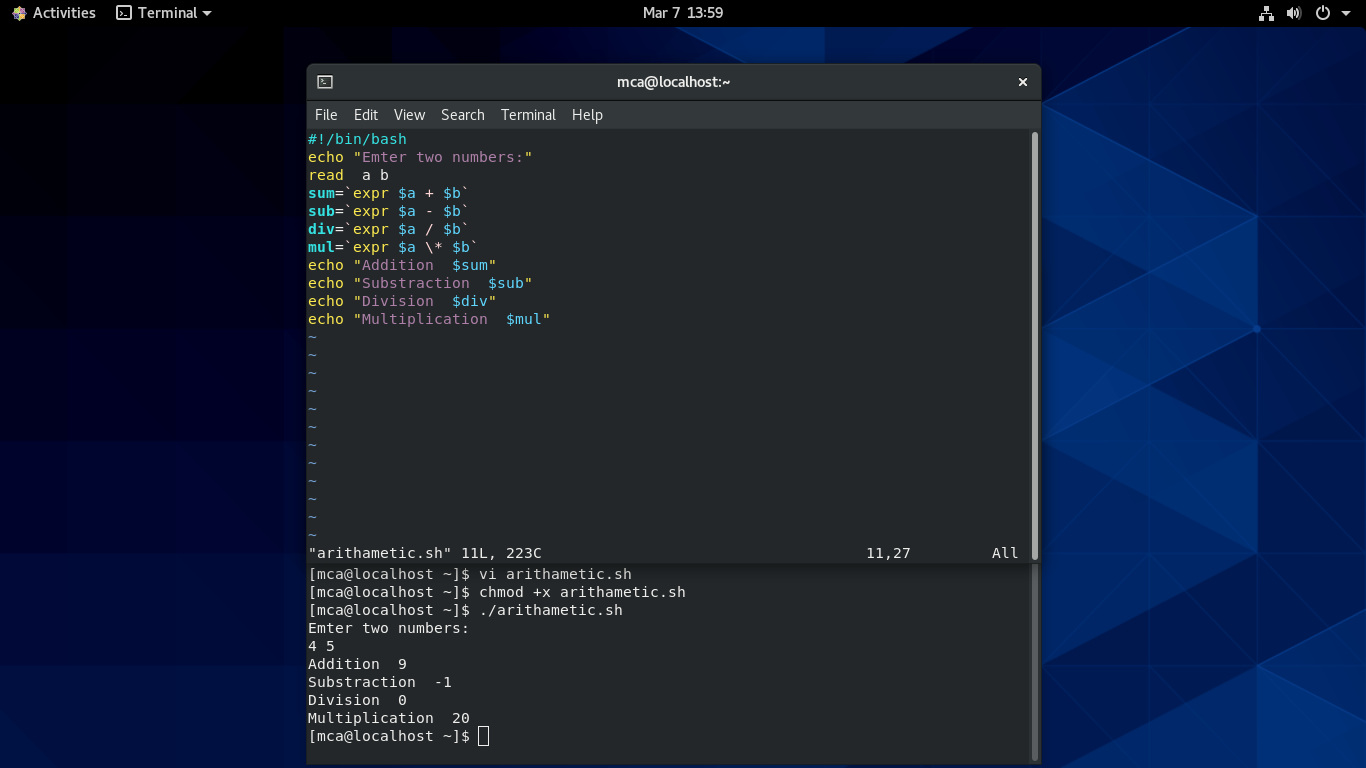 Activities Terminal Mar 7 13:59
mca@localhost:~
File Edit View Search Terminal Help
#!/bin/bash
echo "Emter two numbers:"
read  a b
sum=`expr $a + $b`
sub=`expr $a - $b`
div=`expr $a / $b`
mul=`expr $a \* $b`
echo "Addition  $sum"
echo "Substraction  $sub"
echo "Division  $div"
echo "Multiplication  $mul"
~
~
~
~
~
~
~
~
~
~
~
~
"arithametic.sh" 11L, 223C 11,27 All
[mca@localhost ~]$ vi arithametic.sh
[mca@localhost ~]$ chmod +x arithametic.sh
[mca@localhost ~]$ ./arithametic.sh
Emter two numbers:
4 5
Addition  9
Substraction  -1
Division  0
Multiplication  20
[mca@localhost ~]$